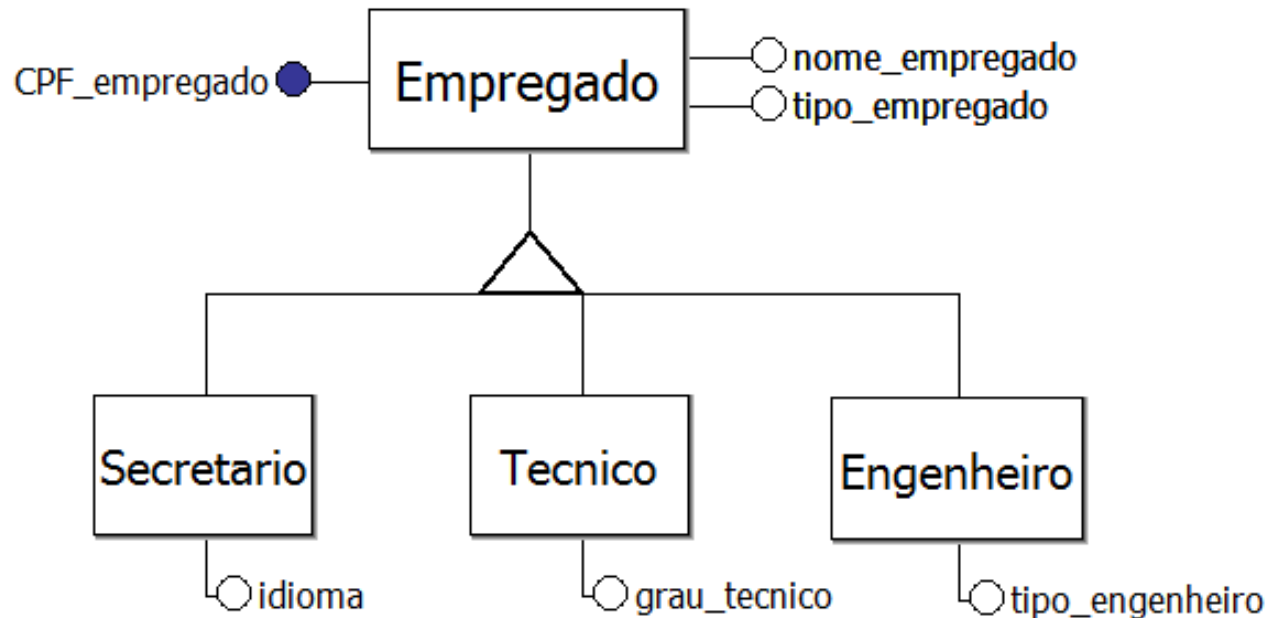 CPF_empregado
Empregado
nome_empregado
tipo_empregado
Secretario
Tecnico
Engenheiro
idioma
grau_tecnico
tipo_engenheiro